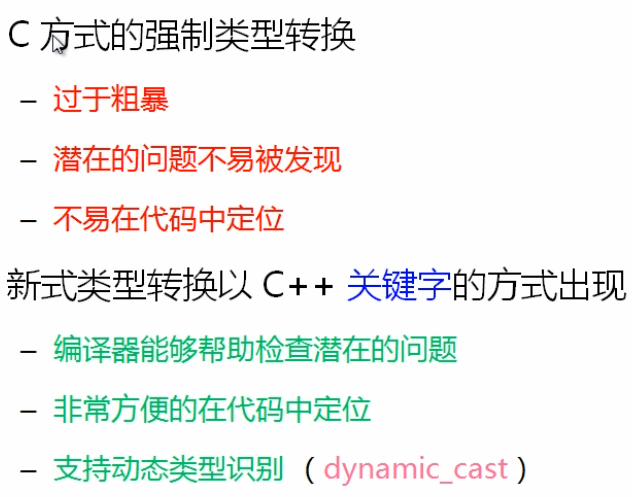 C 方式的强制类型转换
– 过于粗暴
– 潜在的问题不易被发现
– 不易在代码中定位
新式类型转换以 C++ 关键字的方式出现
– 编译器能够帮助检查潜在的问题
– 非常方便的在代码中定位
– 支持动态类型识别 （dynamic_cast）